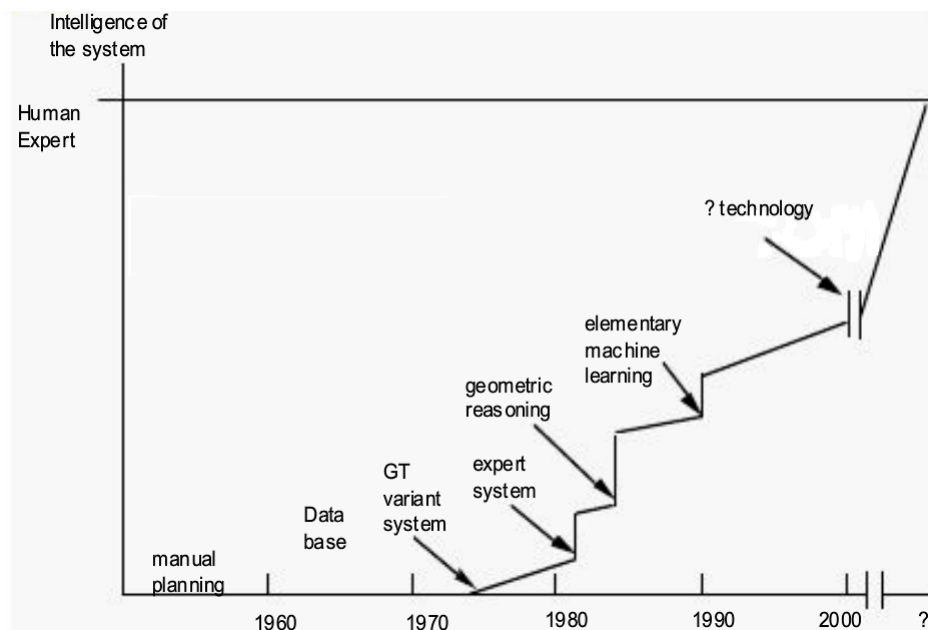 Intelligence of
the system
Human
Expert
? technology
elementary
machine
learning
geometric
reasoning
expert
system
GT
variant
system
Data
base
manual
planning
1960
1970
1980
1990
2000
?